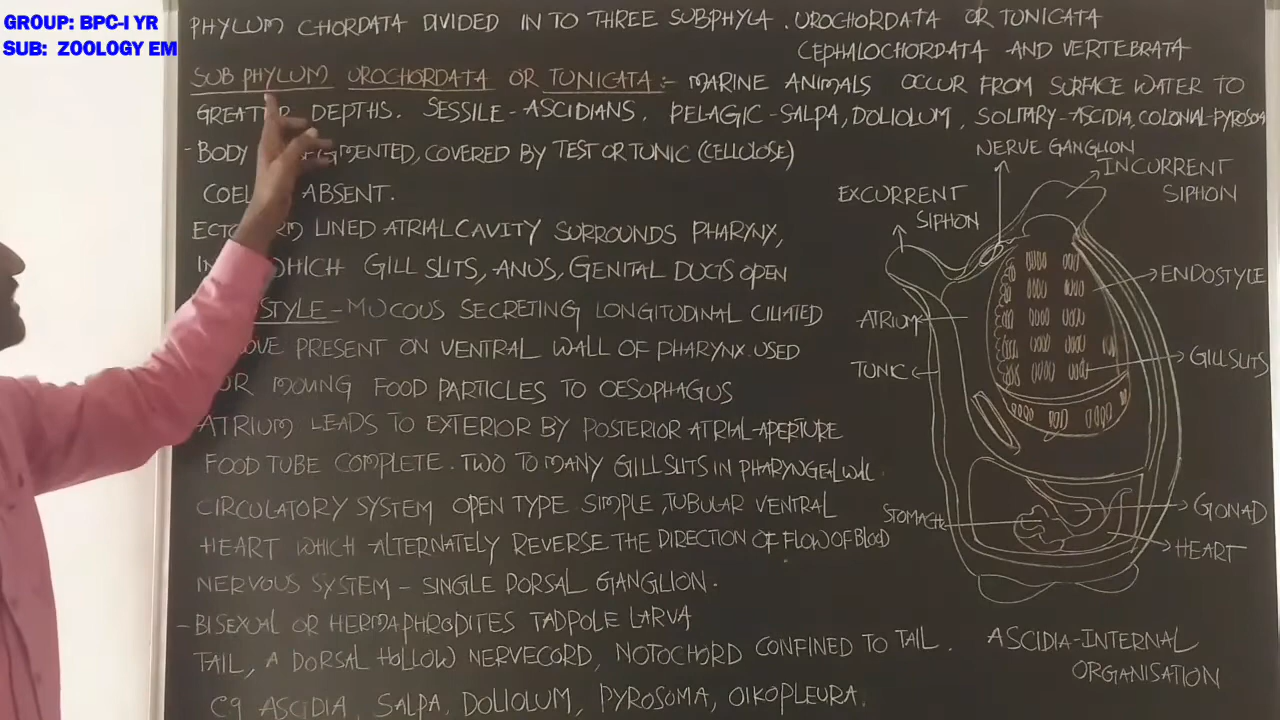 GROUP: BPC-I YR
SUB: ZOOLOGY EM
PHYLUM CHORDATA DIVIDED IN TO THREE SUBPHYLA. UROCHORDATA OR TUNICATA
CEPHALOCHORDATA AND VERTEBRATA
SUB PHYLUM UROCHORDATA OR TUNICATA :- MARINE ANIMALS OCCUR FROM SURFACE WATER TO
GREATER DEPTHS. SESSILE-ASCIDIANS. PELAGIC-SALPA, DOLIOLUM, SOLITARY-ASCIDIA, COLONIAL-PYROSOMA
- BODY SEGMENTED, COVERED BY TEST OR TUNIC (CELLOLOSE)
COEL ABSENT.
ECTODERM LINED ATRIAL CAVITY SURROUNDS PHARYNX,
WHICH GILL SLITS, ANUS, GENITAL DUCTS OPEN
STYLE - MUCOUS SECRETING LONGITUDINAL CILIATED
OVE PRESENT ON VENTRAL WALL OF PHARYNX. USED
FOR MOVING FOOD PARTICLES TO OESOPHAGUS
ATRIUM LEADS TO EXTERIOR BY POSTERIOR ATRIAL-APERTURE
FOOD TUBE COMPLETE. TWO TO MANY GILL SLITS IN PHARYNGEAL WALL
CIRCULATORY SYSTEM OPEN TYPE SIMPLE, TUBULAR VENTRAL
HEART WHICH ALTERNATELY REVERSE THE DIRECTION OF FLOW OF BLOOD
NERVOUS SYSTEM - SINGLE DORSAL GANGLION.
- BISEXUAL OR HERMAPHRODITES TADPOLE LARVA
TAIL, A DORSAL HOLLOW NERVECORD, NOTOCHORD CONFINED TO TAIL.
eg ASCIDIA, SALPA, DOLIOLUM, PYROSOMA, OIKOPLEURA.
NERVE GANGLION
INCURRENT
SIPHON
EXCURRENT
SIPHON
ENDOSTYLE
ATRIUM
GILL SLITS
TUNIC
GONAD
STOMACH
HEART
ASCIDIA-INTERNAL
ORGANISATION